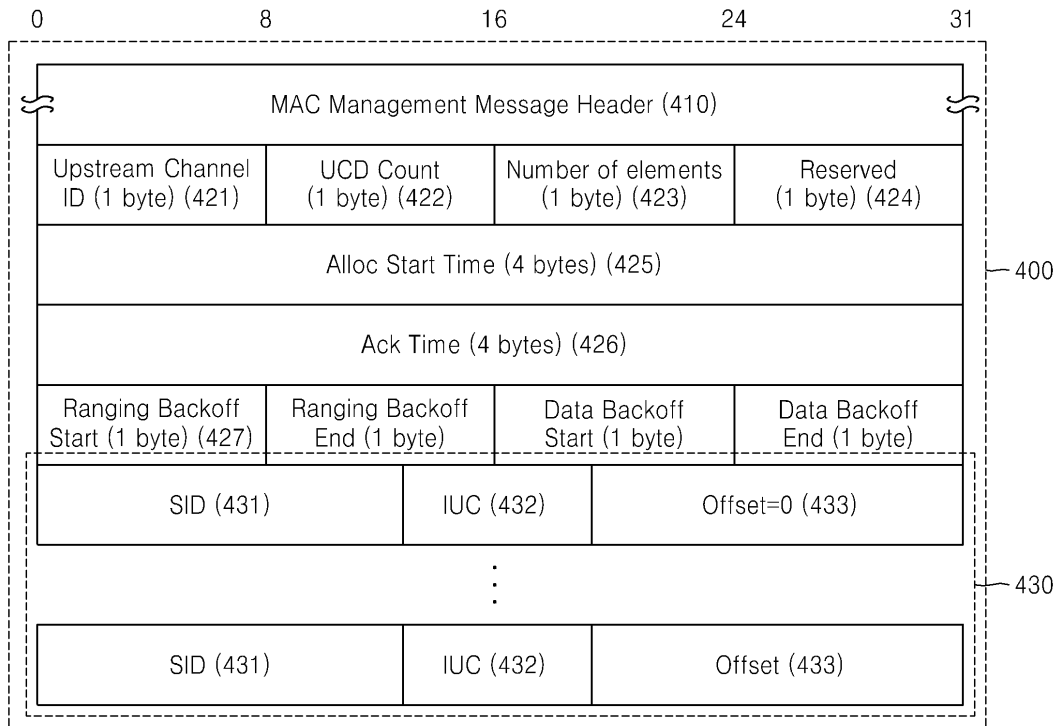 0 8 16 24 31
MAC Management Message Header (410)
Upstream Channel
ID (1 byte) (421)
UCD Count
(1 byte) (422)
Number of elements
(1 byte) (423)
Reserved
(1 byte) (424)
Alloc Start Time (4 bytes) (425)
400
Ack Time (4 bytes) (426)
Ranging Backoff
Start (1 byte) (427)
Ranging Backoff
End (1 byte)
Data Backoff
Start (1 byte)
Data Backoff
End (1 byte)
SID (431) IUC (432) Offset=0 (433)
430
SID (431) IUC (432) Offset (433)